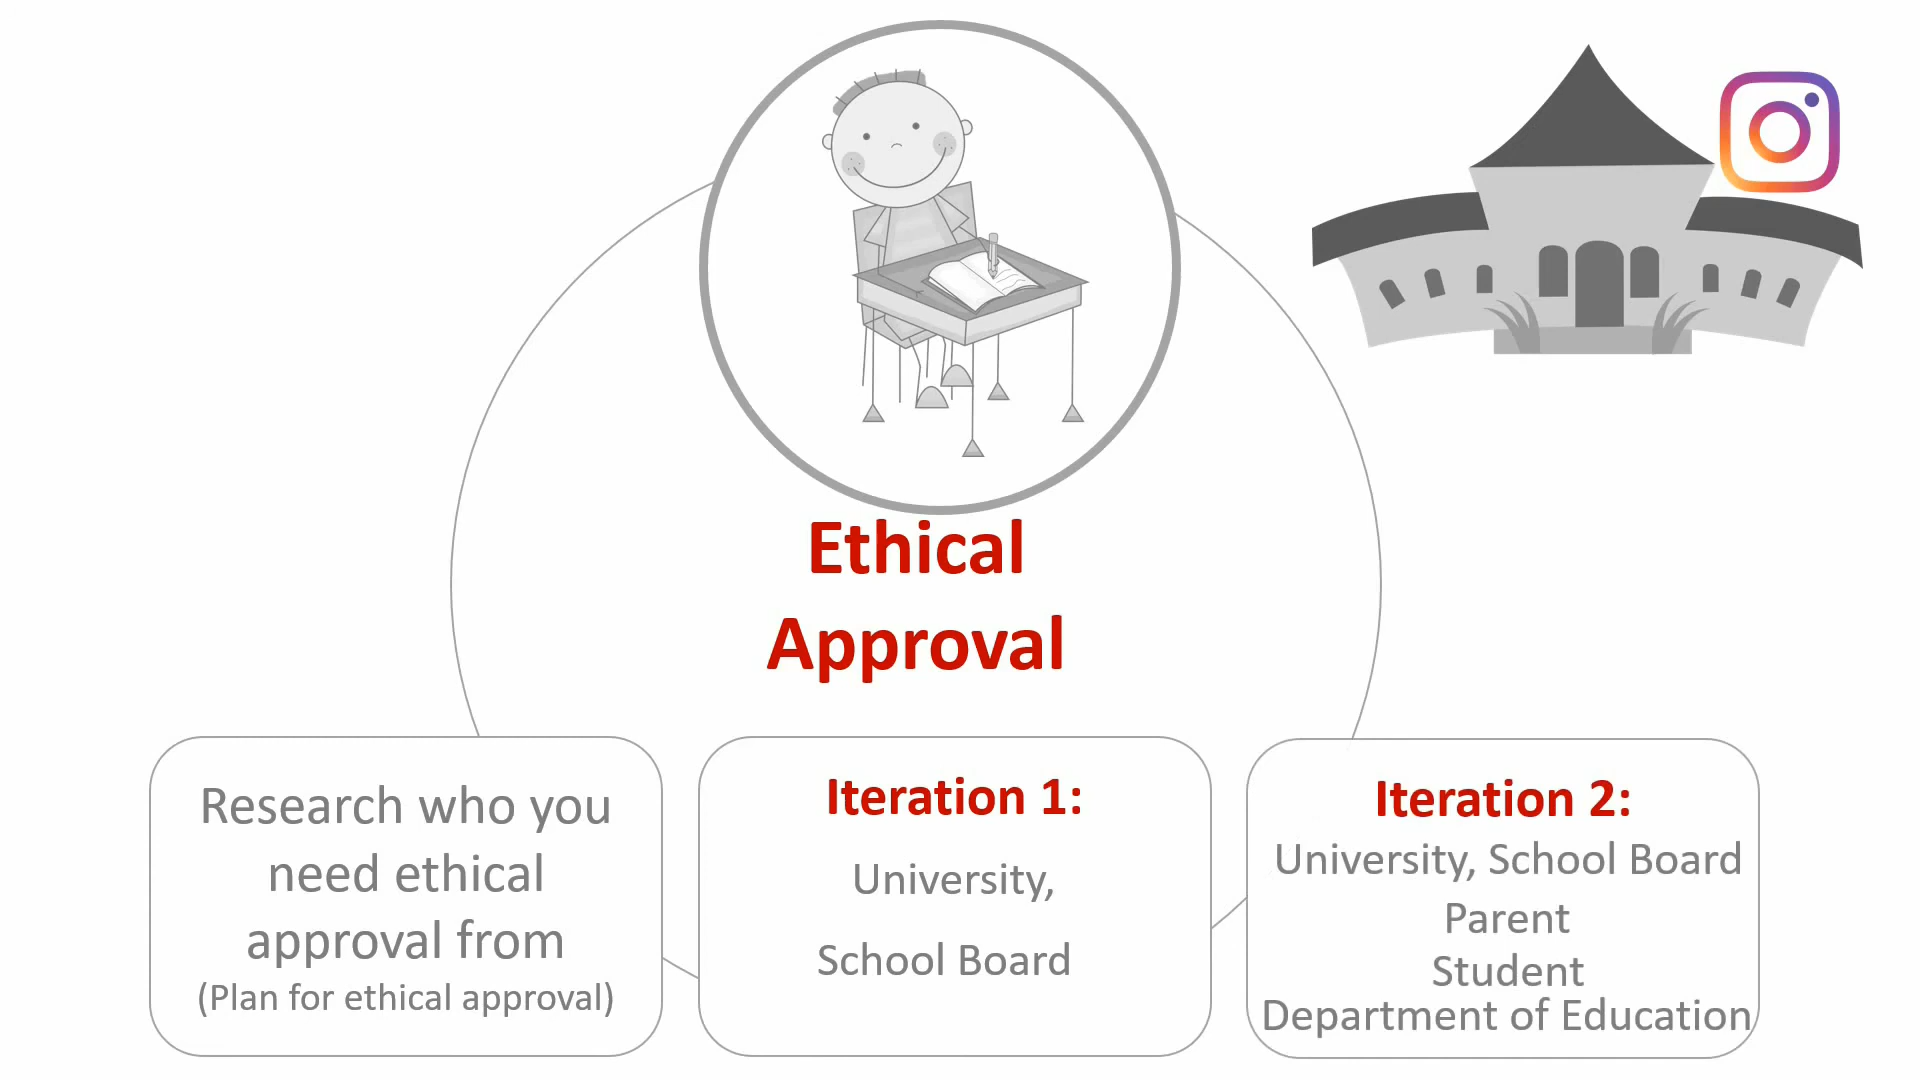 Ethical
Approval
Research who you
need ethical
approval from
(Plan for ethical approval)
Iteration 1:
University,
School Board
Iteration 2:
University, School Board
Parent
Student
Department of Education